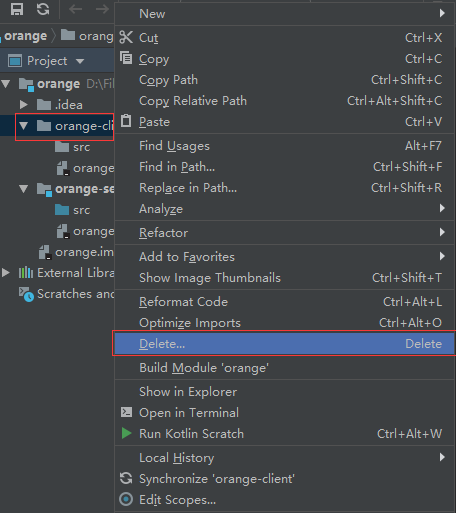 orange
orang
Project
orange D:\Fil
.idea
orange-cli
src
orange
orange-se
src
orange
orange.im
External Libra
Scratches and
New
Cut Ctrl+X
Copy Ctrl+C
Copy Path Ctrl+Shift+C
Copy Relative Path Ctrl+Alt+Shift+C
Paste Ctrl+V
Find Usages Alt+F7
Find in Path... Ctrl+Shift+F
Replace in Path... Ctrl+Shift+R
Analyze
Refactor
Add to Favorites
Show Image Thumbnails Ctrl+Shift+T
Reformat Code Ctrl+Alt+L
Optimize Imports Ctrl+Alt+O
Delete... Delete
Build Module 'orange'
Show in Explorer
Open in Terminal
Run Kotlin Scratch Ctrl+Alt+W
Local History
Synchronize 'orange-client'
Edit Scopes...